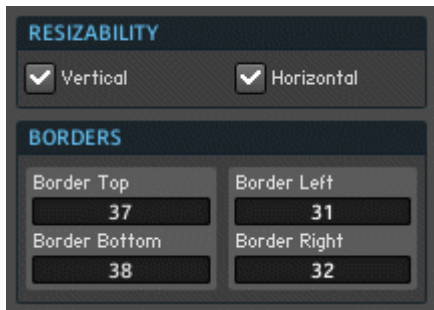 RESIZABILITY
Vertical Horizontal
BORDERS
Border Top Border Left
37 31
Border Bottom Border Right
38 32